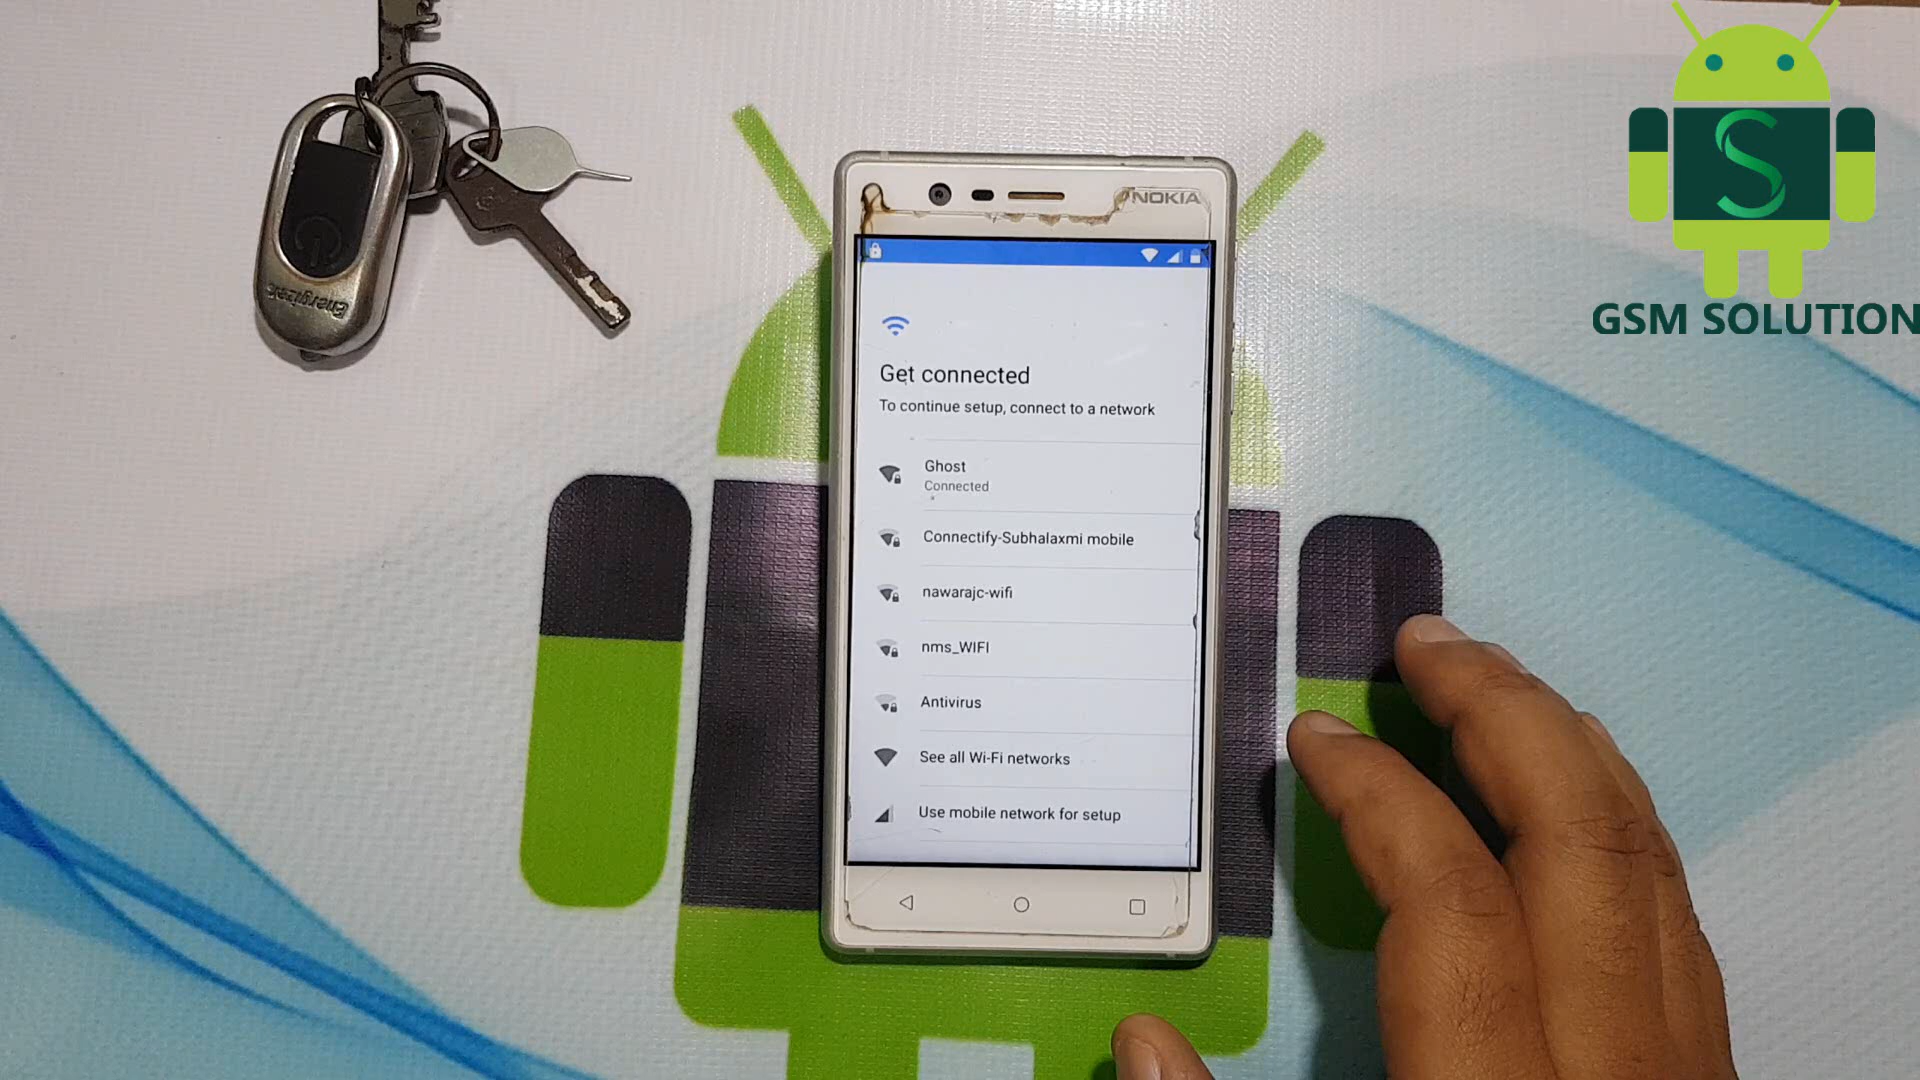 GSM SOLUTION
S
Energizer
NOKIA
Get connected
To continue setup, connect to a network
Ghost
Connected
Connectify-Subhalaxmi mobile
nawarajc-wifi
nms_WIFI
Antivirus
See all Wi-Fi networks
Use mobile network for setup